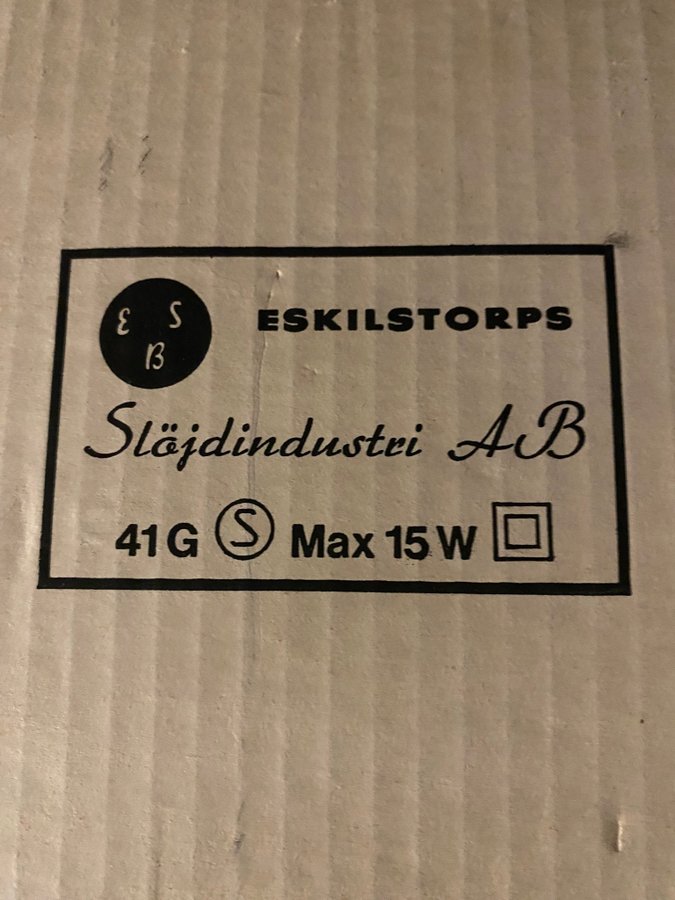 E S
B
ESKILSTORPS
Slöjdindustri AB
41 G S Max 15 W